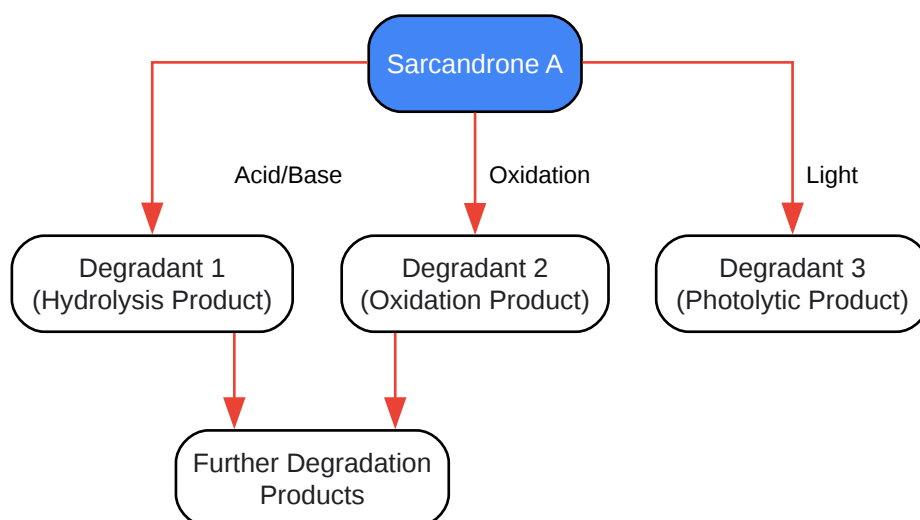 Sarcandrone A
Acid/Base
Oxidation
Light
Degradant 1
(Hydrolysis Product)
Degradant 2
(Oxidation Product)
Degradant 3
(Photolytic Product)
Further Degradation
Products